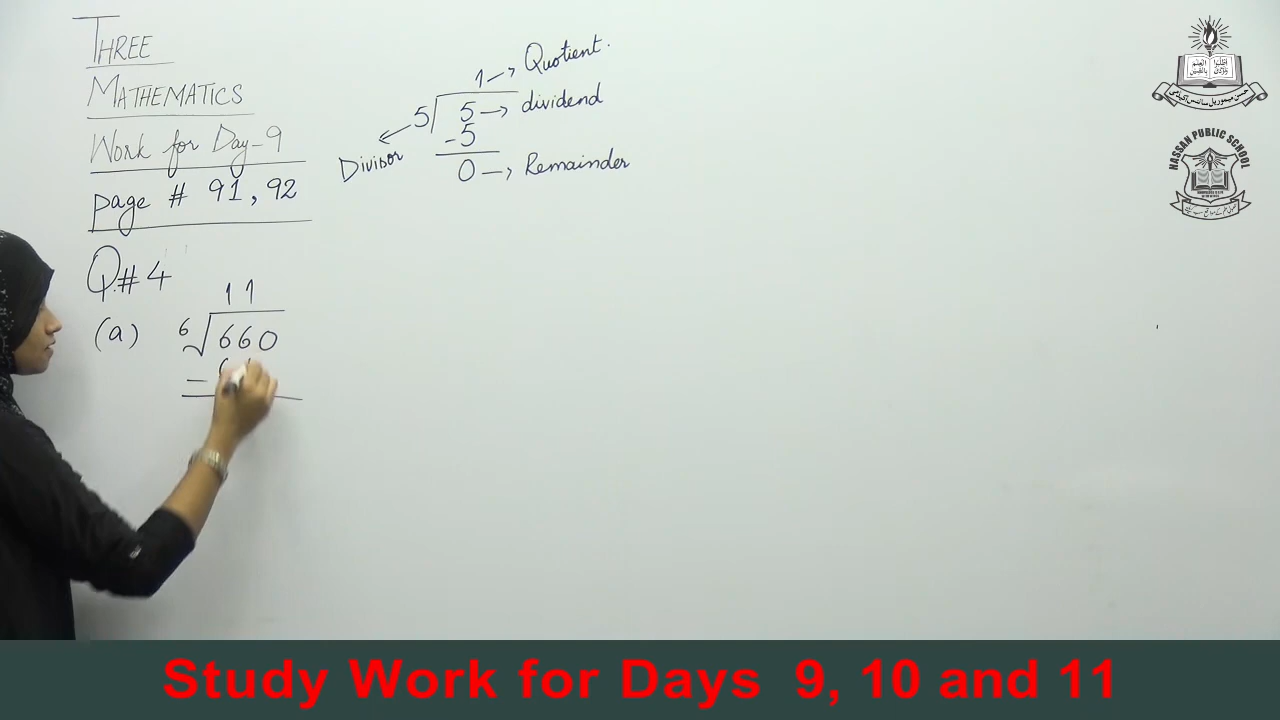 THREE
MATHEMATICS
Work for Day-9
page # 91, 92
Q.# 4
(a)
11
6 660
-
1 → Quotient.
5 5 → dividend
-5
Divisor
0 → Remainder
HASSAN PUBLIC SCHOOL
Study Work for Days 9, 10 and 11